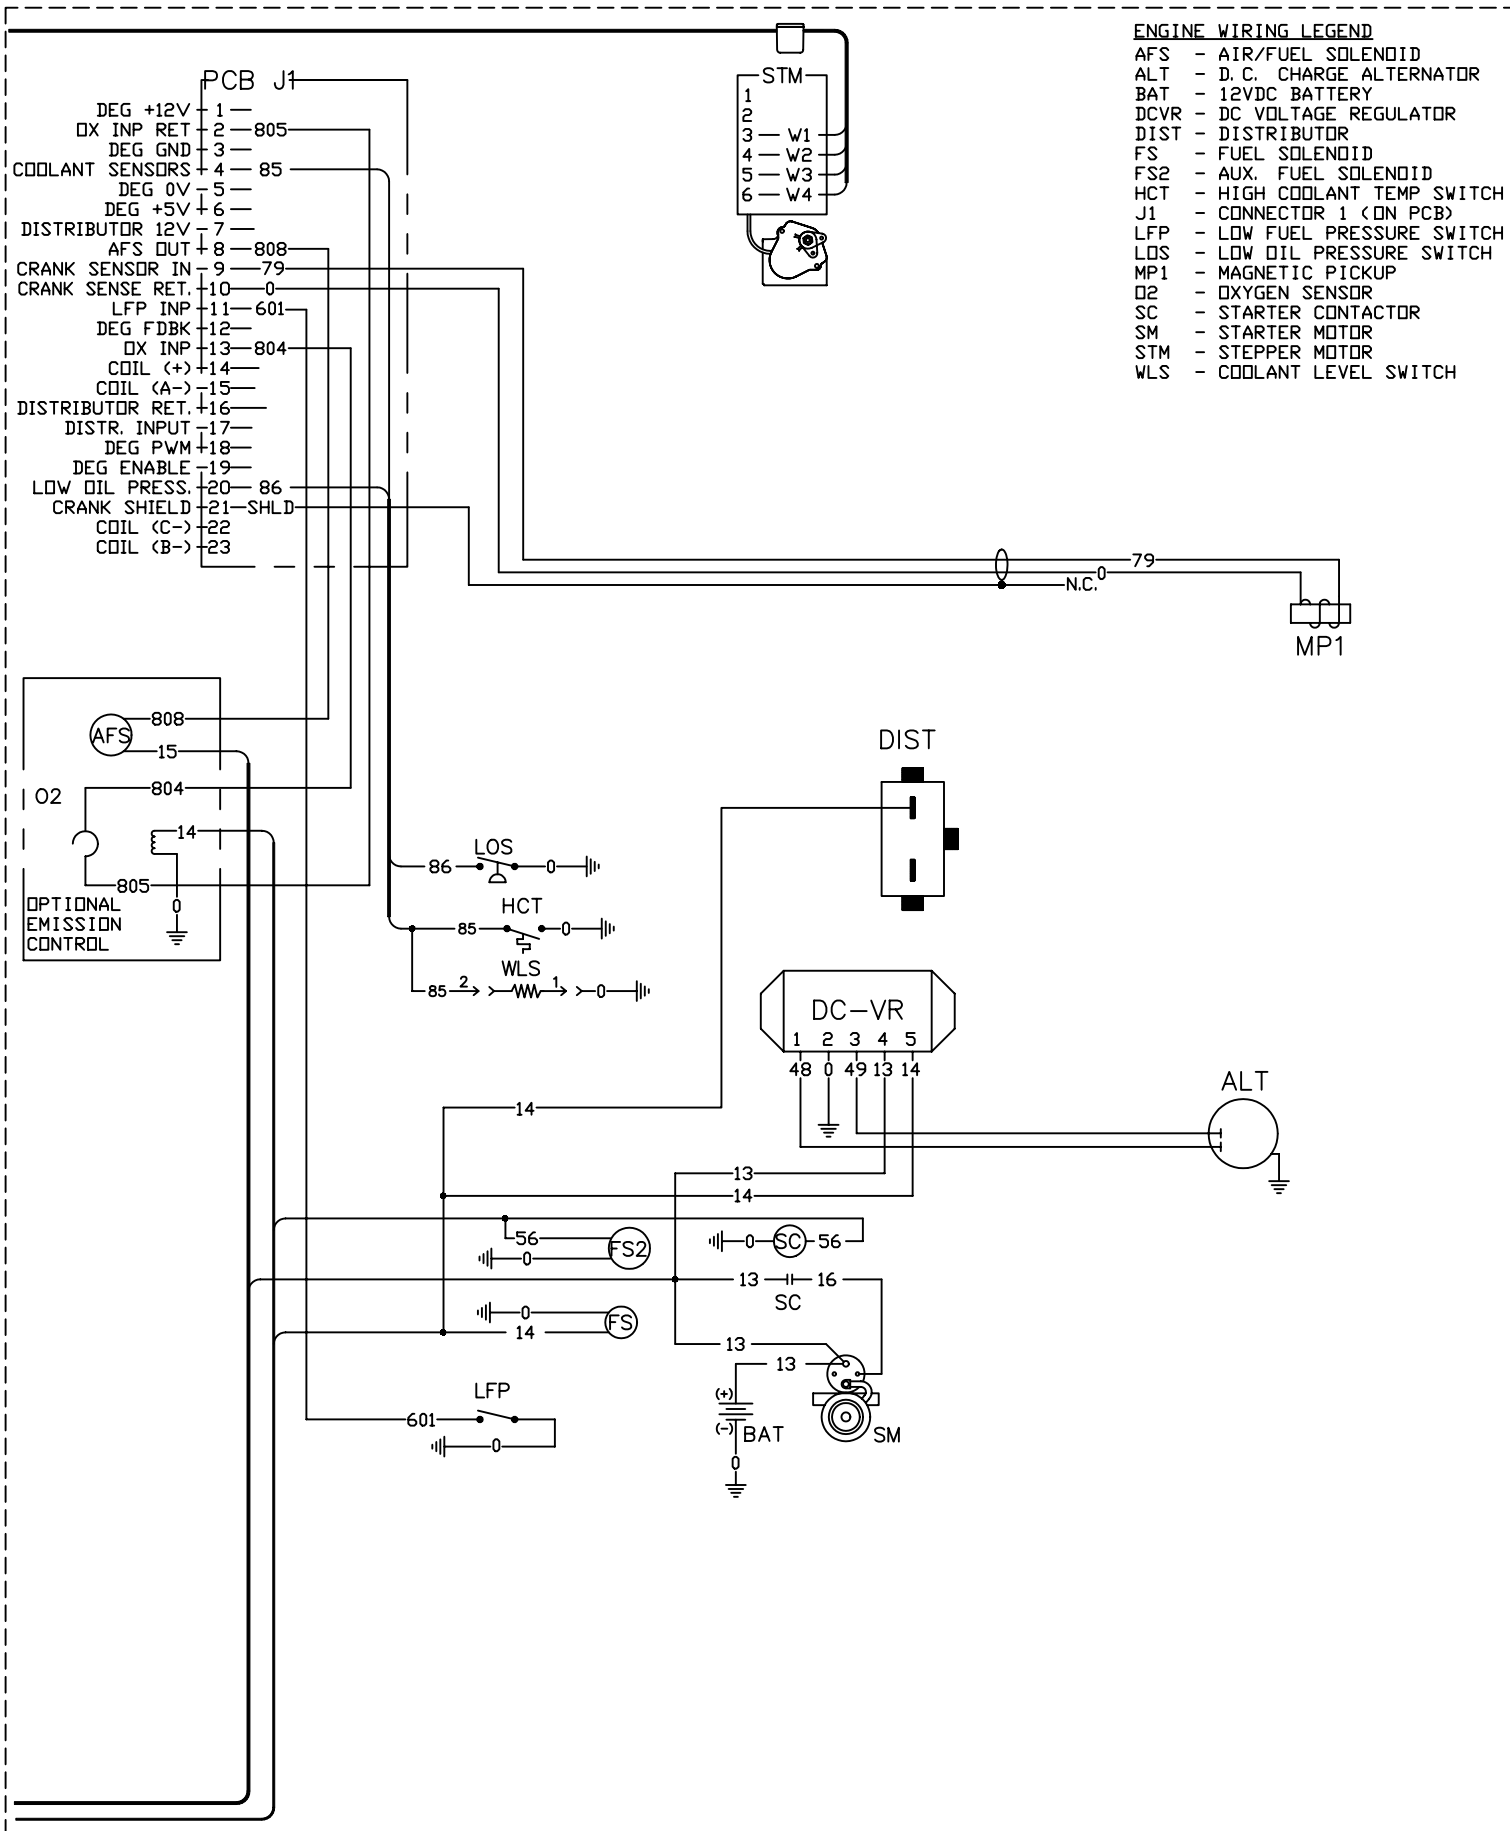 ENGINE WIRING LEGEND
AFS - AIR/FUEL SOLENOID
ALT - D.C. CHARGE ALTERNATOR
BAT - 12VDC BATTERY
DCVR - DC VOLTAGE REGULATOR
DIST - DISTRIBUTOR
FS - FUEL SOLENOID
FS2 - AUX. FUEL SOLENOID
HCT - HIGH COOLANT TEMP SWITCH
J1 - CONNECTOR 1 (ON PCB)
LFP - LOW FUEL PRESSURE SWITCH
LOS - LOW OIL PRESSURE SWITCH
MP1 - MAGNETIC PICKUP
O2 - OXYGEN SENSOR
SC - STARTER CONTACTOR
SM - STARTER MOTOR
STM - STEPPER MOTOR
WLS - COOLANT LEVEL SWITCH
PCB J1
DEG +12V 1
OX INP RET 2 805
DEG GND 3
COOLANT SENSORS 4 85
DEG 0V 5
DEG +5V 6
DISTRIBUTOR 12V 7
AFS OUT 8 808
CRANK SENSOR IN 9 79
CRANK SENSE RET. 10 0
LFP INP 11 601
DEG FDBK 12
OX INP 13 804
COIL (+) 14
COIL (A-) 15
DISTRIBUTOR RET. 16
DISTR. INPUT 17
DEG PWM 18
DEG ENABLE 19
LOW OIL PRESS. 20 86
CRANK SHIELD 21 SHLD
COIL (C-) 22
COIL (B-) 23
STM
1
2
3 W1
4 W2
5 W3
6 W4
79
0
N.C.
MP1
808
AFS
15
804
O2
14
805
0
OPTIONAL
EMISSION
CONTROL
LOS
86 0
HCT
85 0
WLS
85 2 1 0
DIST
DC-VR
1 2 3 4 5
48 0 49 13 14
ALT
14
13
14
56 FS2
0
0 SC 56
13 16
SC
0 FS
14
13
13
LFP
601
0
(+)
(-) BAT
0
SM